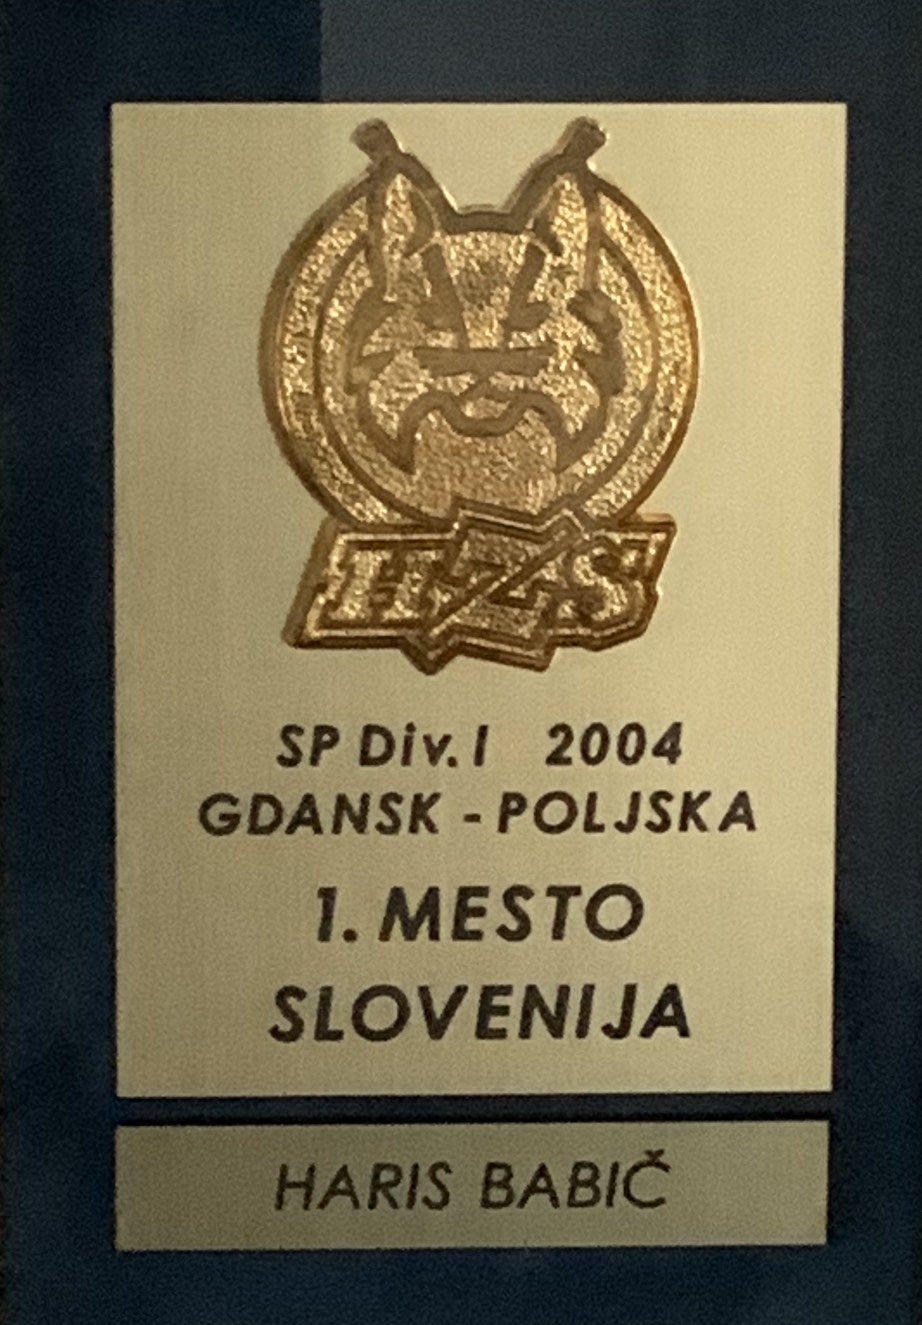 HZS
SP Div. I 2004
GDANSK - POLJSKA
1. MESTO
SLOVENIJA
HARIS BABIČ